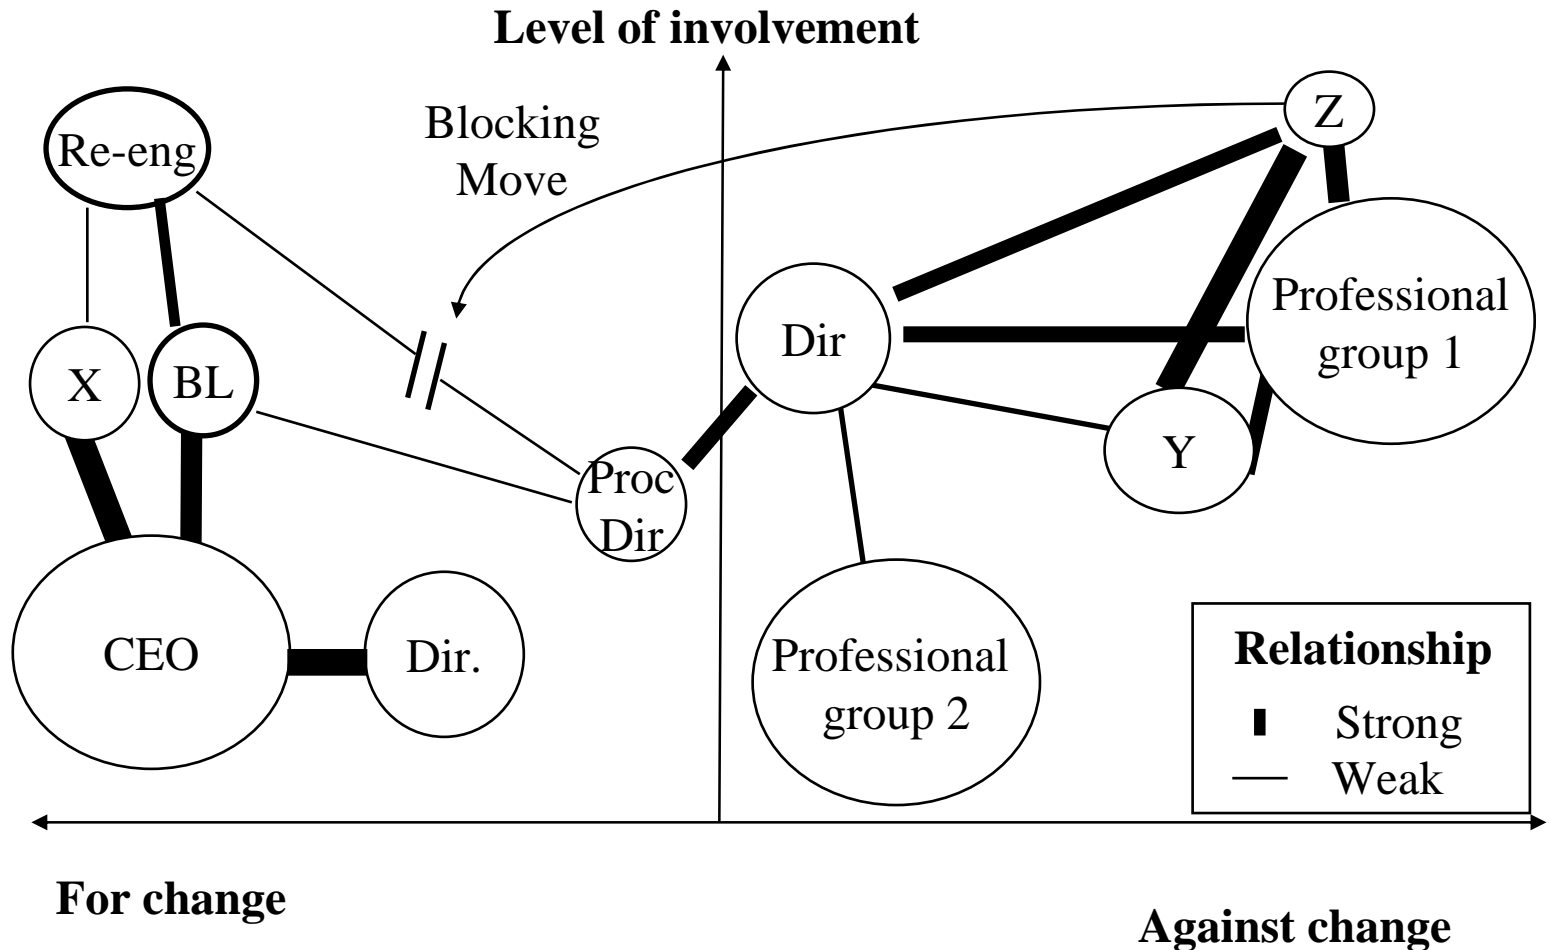 Level of involvement
Re-eng
Blocking
Move
Z
X
BL
Dir
Professional
group 1
Y
Proc
Dir
CEO
Dir.
Professional
group 2
Relationship
Strong
Weak
For change
Against change